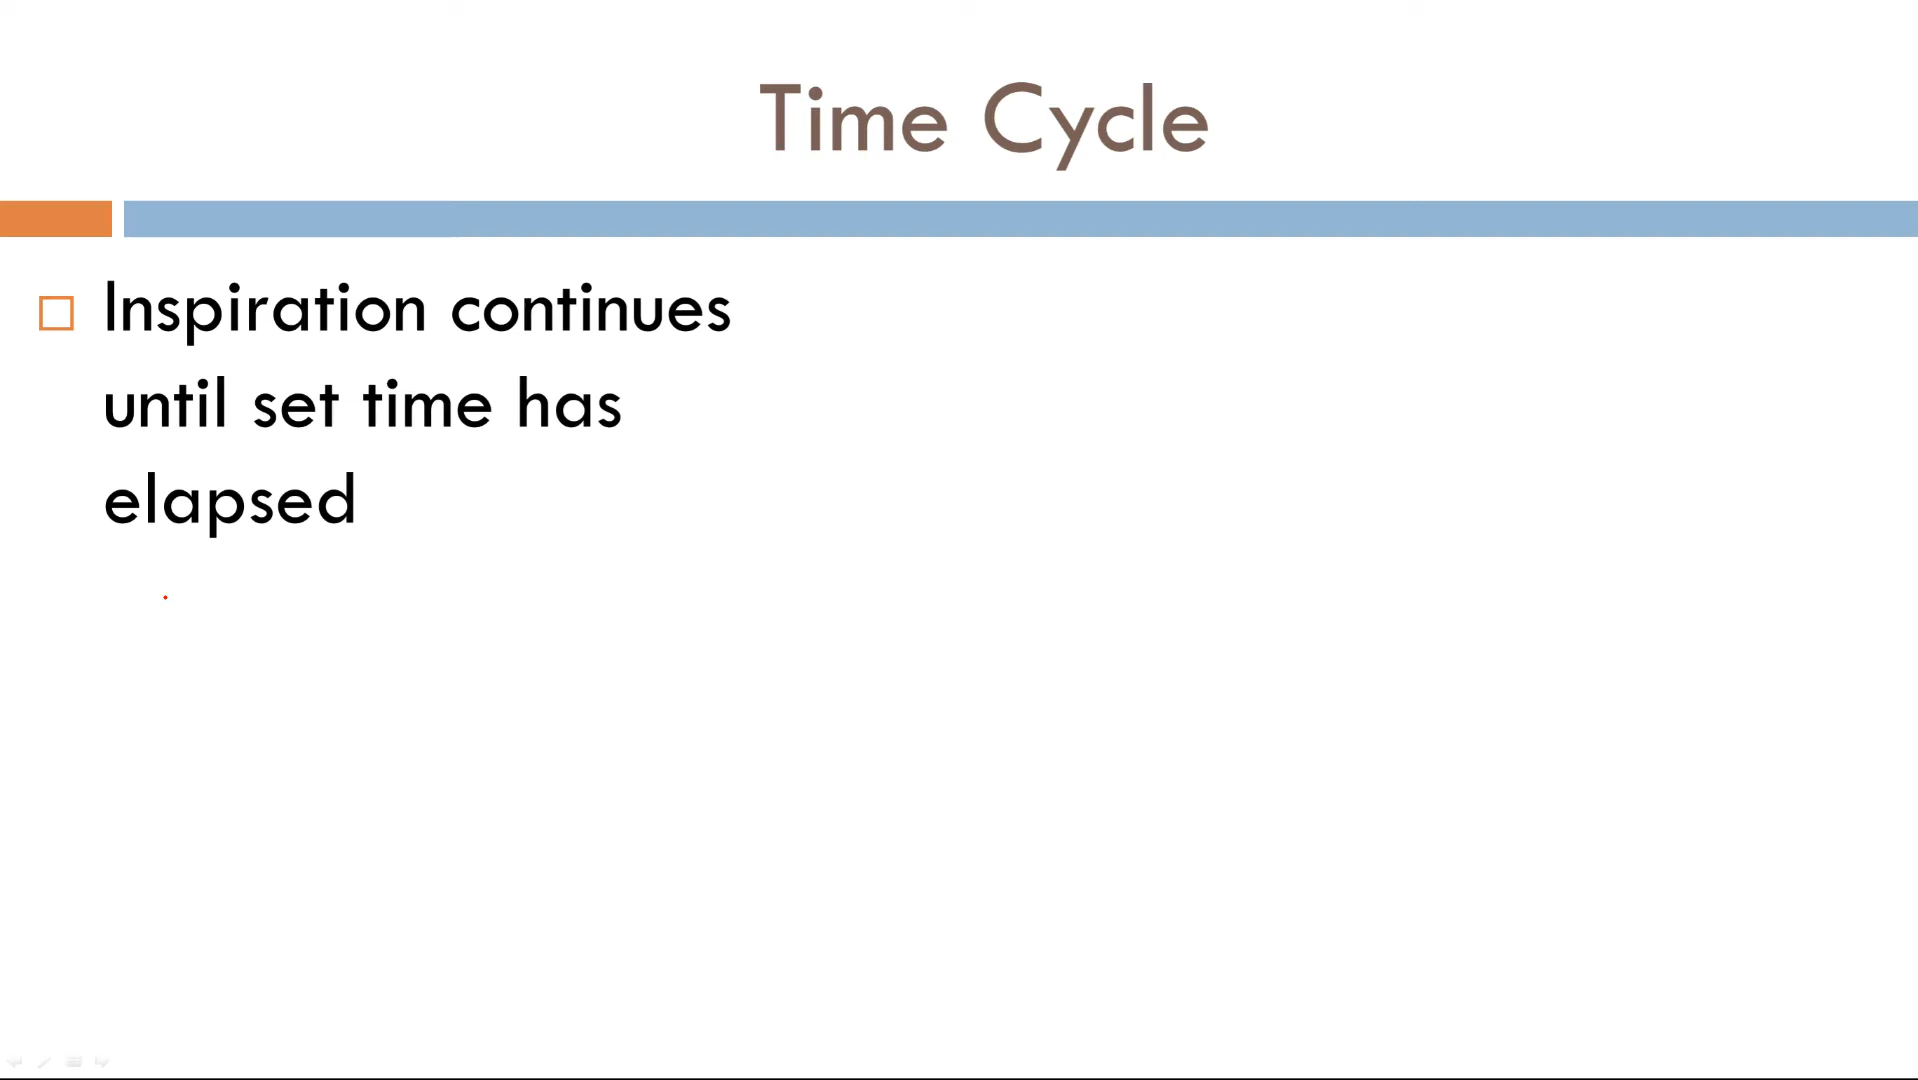 Time Cycle
Inspiration continues
until set time has
elapsed